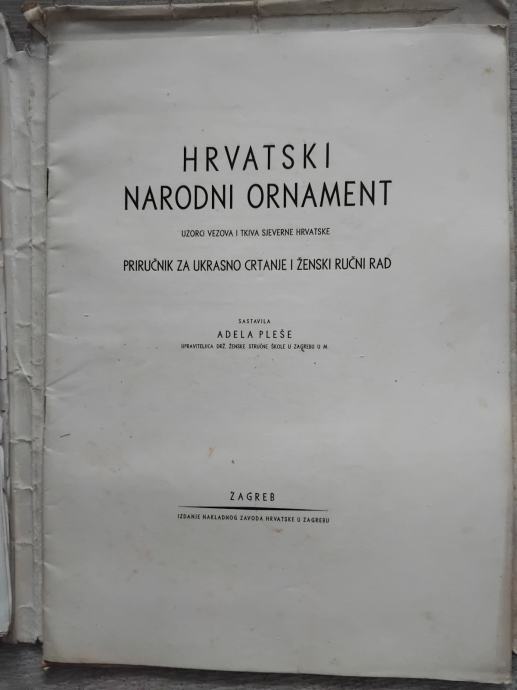 HRVATSKI
NARODNI ORNAMENT
UZORCI VEZOVA I TKIVA SJEVERNE HRVATSKE
PRIRUČNIK ZA UKRASNO CRTANJE I ŽENSKI RUČNI RAD
SASTAVILA
ADELA PLEŠE
UPRAVITELJICA DRŽ. ŽENSKE STRUČNE ŠKOLE U ZAGREBU U M.
ZAGREB
IZDANJE NAKLADNOG ZAVODA HRVATSKE U ZAGREBU